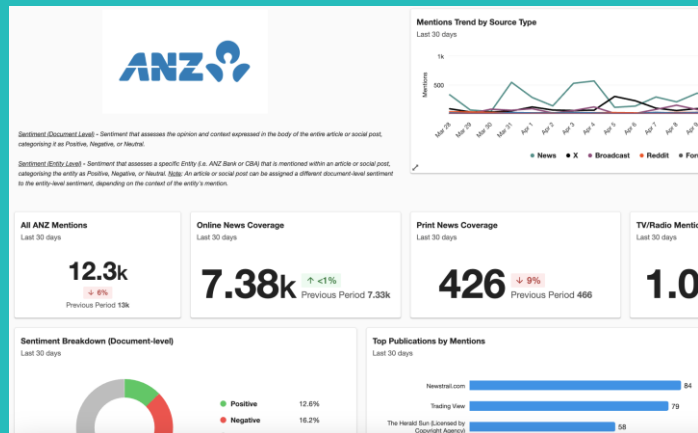 ANZ
Sentiment (Document Level) - Sentiment that assesses the opinion and context expressed in the body of the entire article or social post,
categorising it as Positive, Negative, or Neutral.
Sentiment (Entity Level) - Sentiment that assesses a specific Entity (i.e. ANZ Bank or CBA) that is mentioned within an article or social post,
categorising the entity as Positive, Negative, or Neutral. Note: An article or social post can be assigned a different document-level sentiment
to the entity-level sentiment, depending on the context of the entity's mention.
Mentions Trend by Source Type
Last 30 days
1k
500
Mentions
Mar 28
Mar 29
Mar 30
Mar 31
Apr 1
Apr 2
Apr 3
Apr 4
Apr 5
Apr 6
Apr 7
Apr 8
Apr 9
News
X
Broadcast
Reddit
All ANZ Mentions
Last 30 days
12.3k
↓ 6%
Previous Period 13k
Online News Coverage
Last 30 days
7.38k
↑ <1%
Previous Period 7.33k
Print News Coverage
Last 30 days
426
↓ 9%
Previous Period 466
TV/Radio
Last 30 days
1.0
Sentiment Breakdown (Document-level)
Last 30 days
Positive 12.6%
Negative 16.2%
Top Publications by Mentions
Last 30 days
Newstrail.com 84
Trading View 79
The Herald Sun (Licensed by
Copyright Agency) 58